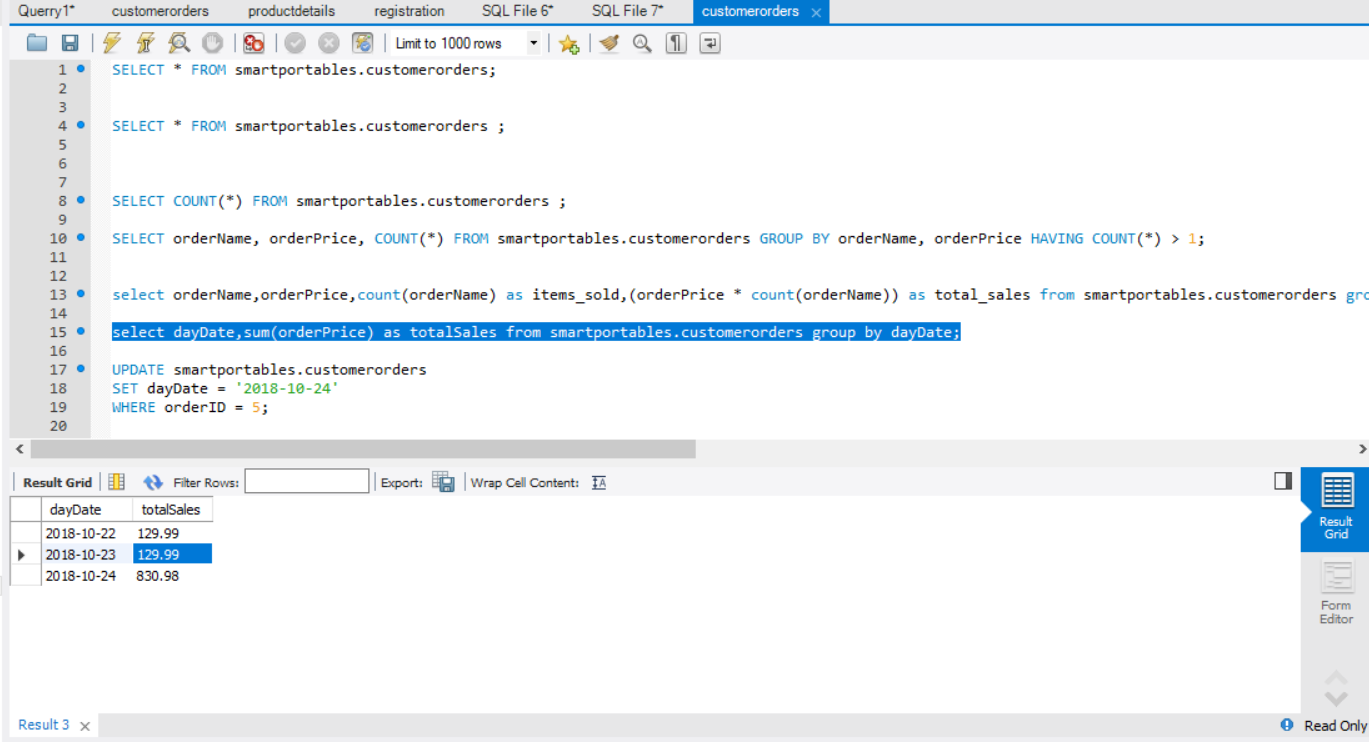 Querry1* customerorders productdetails registration SQL File 6* SQL File 7* customerorders
Limit to 1000 rows
1 SELECT * FROM smartportables.customerorders;
2
3
4 SELECT * FROM smartportables.customerorders ;
5
6
7
8 SELECT COUNT(*) FROM smartportables.customerorders ;
9
10 SELECT orderName, orderPrice, COUNT(*) FROM smartportables.customerorders GROUP BY orderName, orderPrice HAVING COUNT(*) > 1;
11
12
13 select orderName,orderPrice,count(orderName) as items_sold,(orderPrice * count(orderName)) as total_sales from smartportables.customerorders gro
14
15 select dayDate,sum(orderPrice) as totalSales from smartportables.customerorders group by dayDate;
16
17 UPDATE smartportables.customerorders
18 SET dayDate = '2018-10-24'
19 WHERE orderID = 5;
20
Result Grid Filter Rows: Export: Wrap Cell Content:
dayDate totalSales
2018-10-22 129.99
2018-10-23 129.99
2018-10-24 830.98
Result
Grid
Form
Editor
Result 3 Read Only